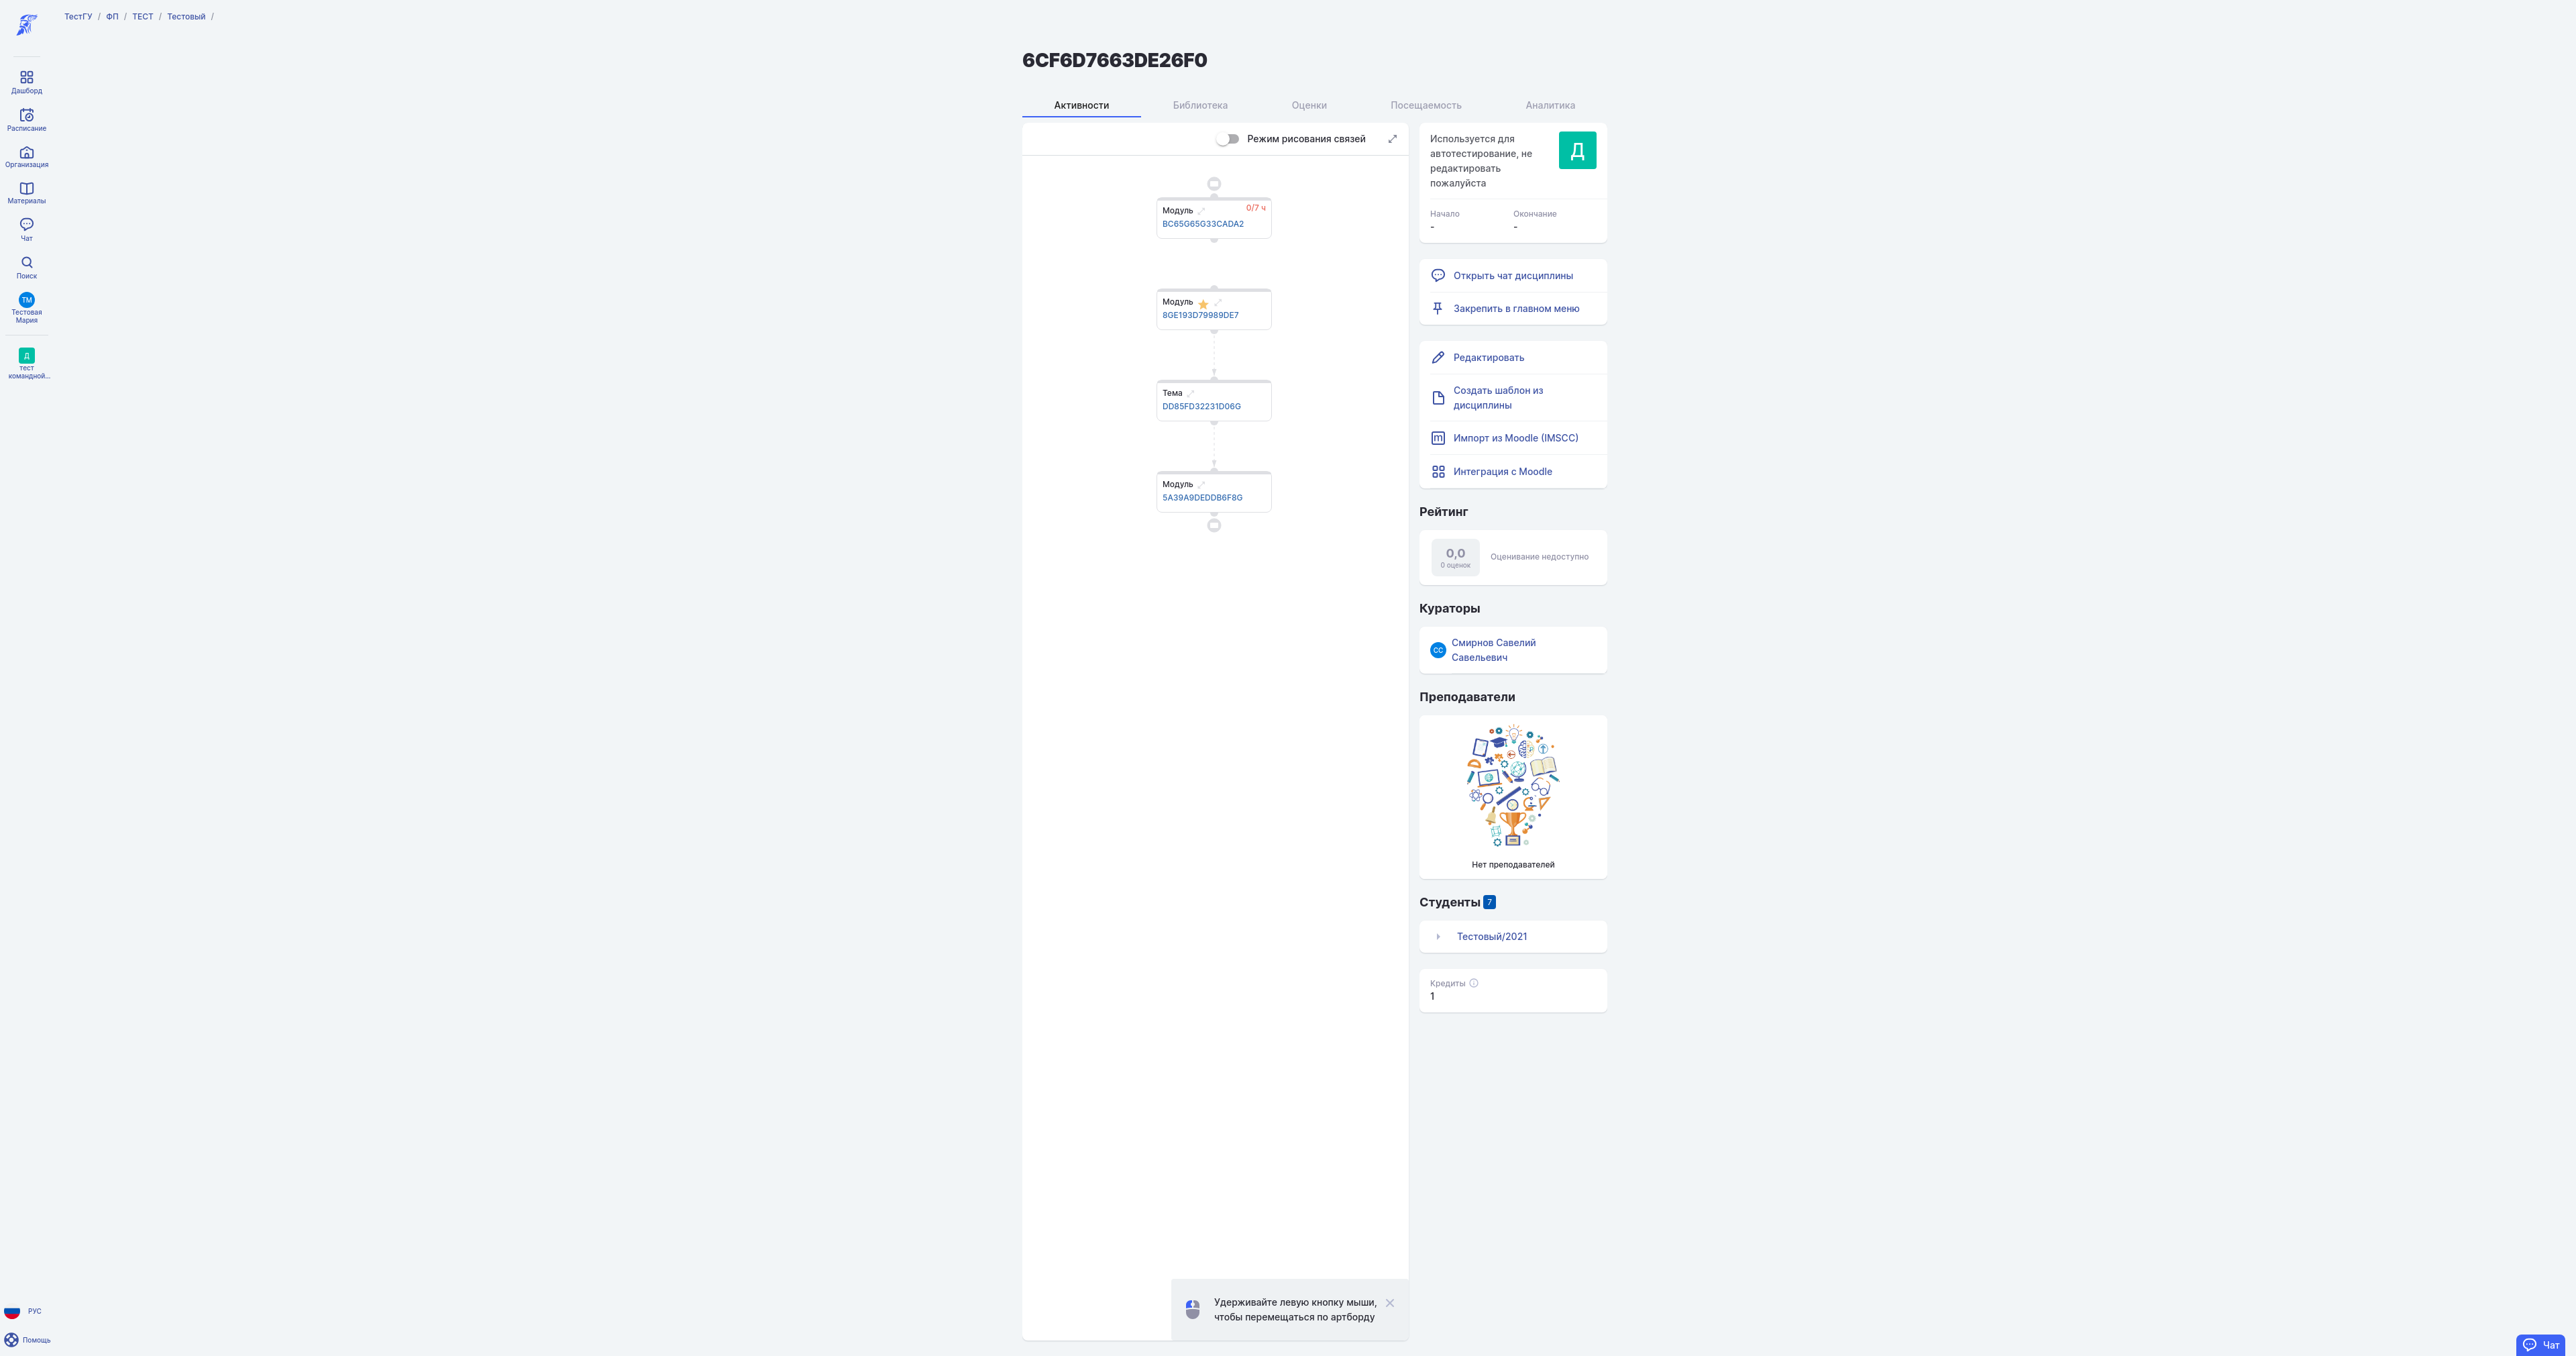 ТестГУ / ФП / ТЕСТ / Тестовый /
Дашборд
Расписание
Организация
Материалы
Чат
Поиск
ТМ
Тестовая
Мария
Д
тест
командной...
РУС
Помощь
6CF6D7663DE26F0
Активности
Библиотека
Оценки
Посещаемость
Аналитика
Режим рисования связей
Модуль
0/7 ч
BC65G65G33CADA2
Модуль
8GE193D79989DE7
Тема
DD85FD32231D06G
Модуль
5A39A9DEDDB6F8G
Удерживайте левую кнопку мыши,
чтобы перемещаться по артборду
Используется для
автотестирование, не
редактировать
пожалуйста
Д
Начало
-
Окончание
-
Открыть чат дисциплины
Закрепить в главном меню
Редактировать
Создать шаблон из
дисциплины
Импорт из Moodle (IMSCC)
Интеграция с Moodle
Рейтинг
0,0
0 оценок
Оценивание недоступно
Кураторы
СС
Смирнов Савелий
Савельевич
Преподаватели
Нет преподавателей
Студенты 7
Тестовый/2021
Кредиты
1
Чат